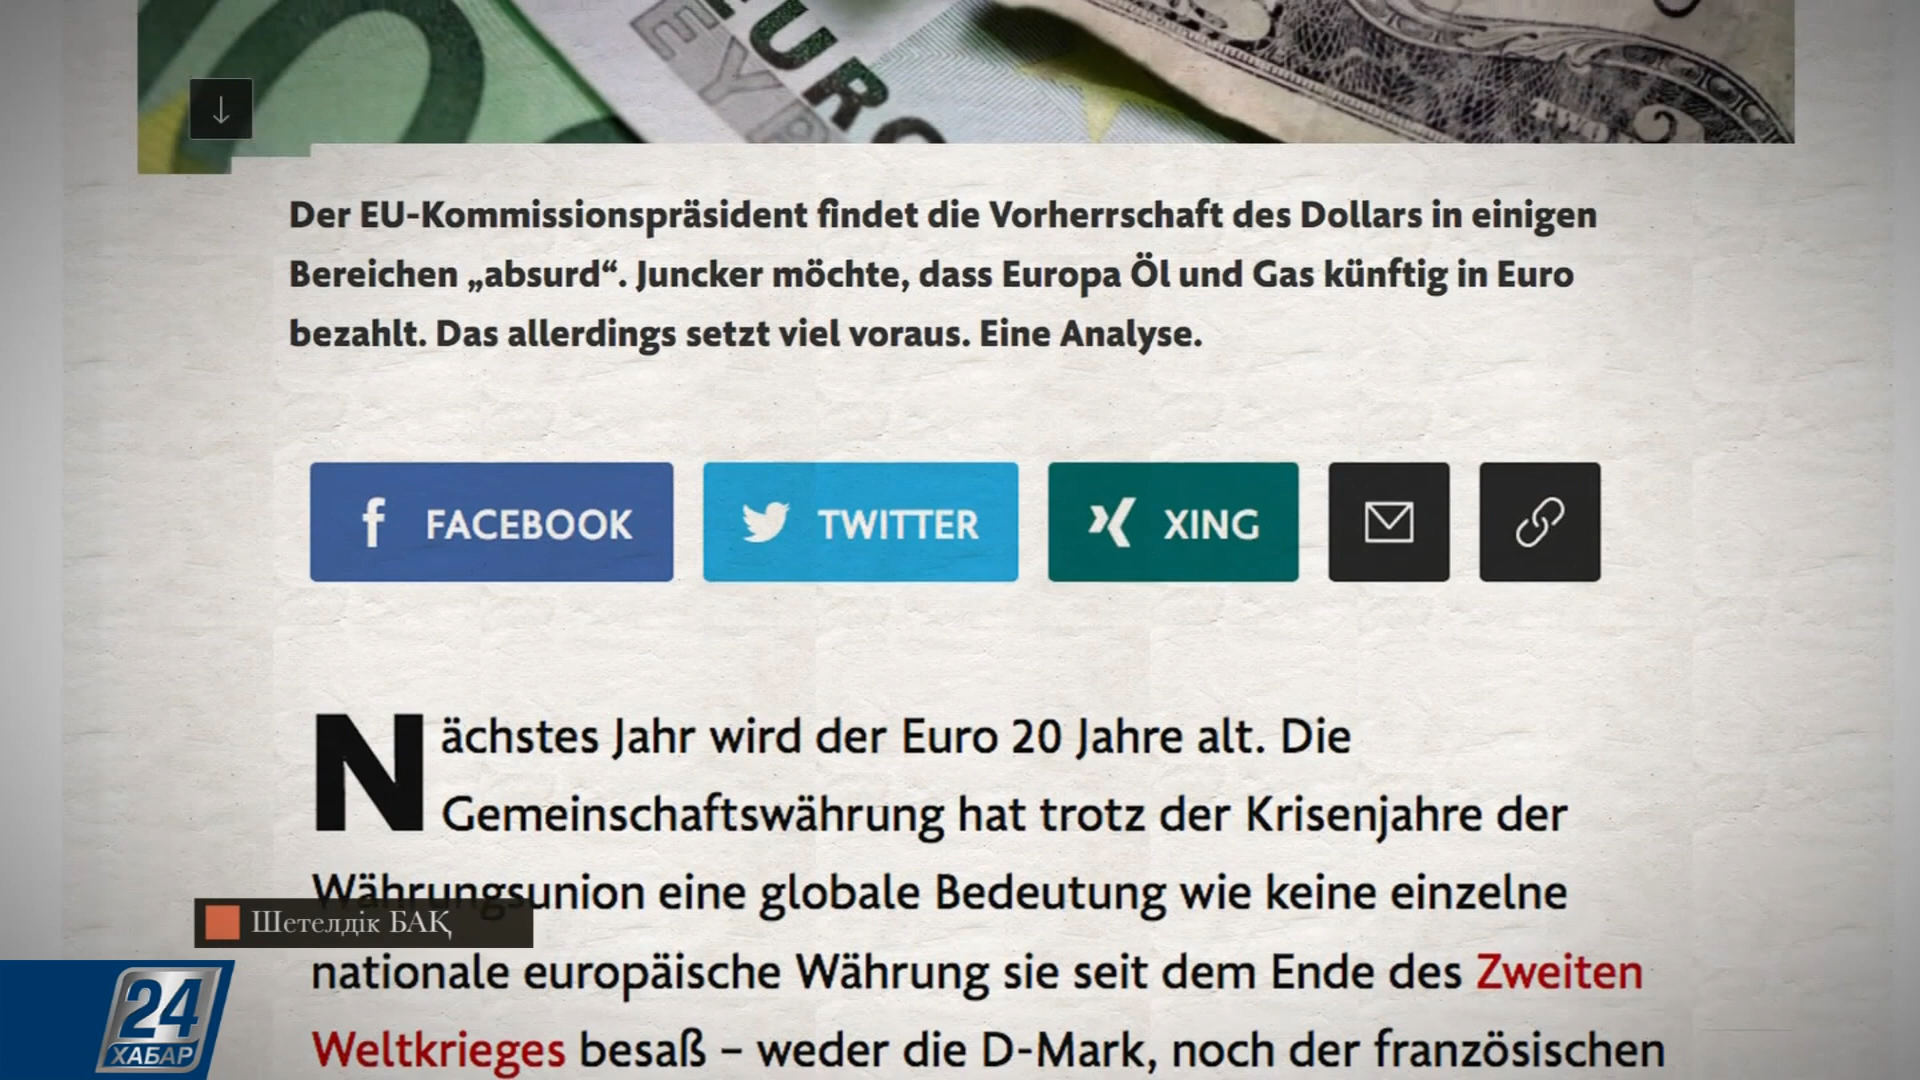 EURO
EYP
TWO
2
Der EU-Kommissionspräsident findet die Vorherrschaft des Dollars in einigen
Bereichen „absurd“. Juncker möchte, dass Europa Öl und Gas künftig in Euro
bezahlt. Das allerdings setzt viel voraus. Eine Analyse.
f FACEBOOK TWITTER XING
Nächstes Jahr wird der Euro 20 Jahre alt. Die
Gemeinschaftswährung hat trotz der Krisenjahre der
Währungsunion eine globale Bedeutung wie keine einzelne
Шетелдік БАҚ
nationale europäische Währung sie seit dem Ende des Zweiten
Weltkrieges besaß – weder die D-Mark, noch der französischen
24
ХАБАР